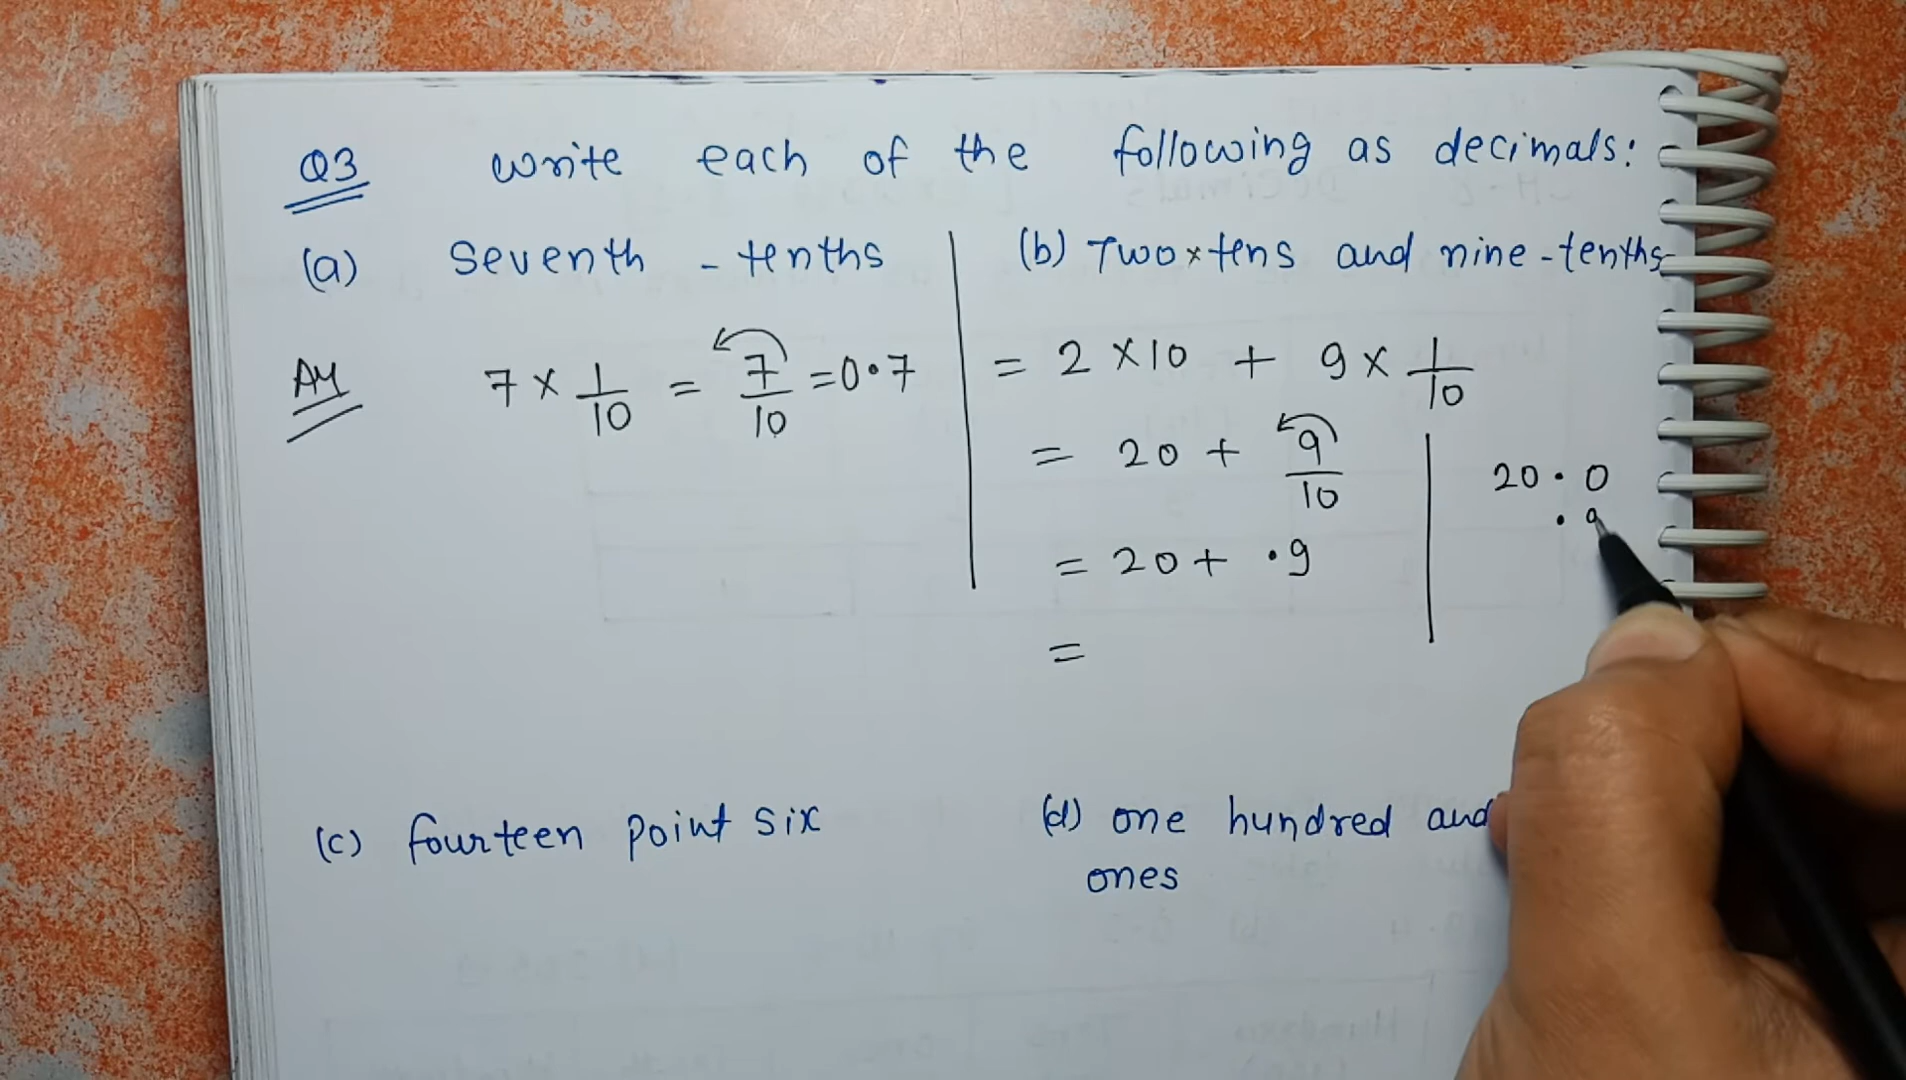 Q3 write each of the following as decimals:
(a) Seventh - tenths
(b) Two × tens and nine - tenths
7 × 1/10 = 7/10 = 0.7
= 2 × 10 + 9 × 1/10
= 20 + 9/10
= 20 + .9
=
20.0
.9
(c) fourteen point six
(d) one hundred and
ones